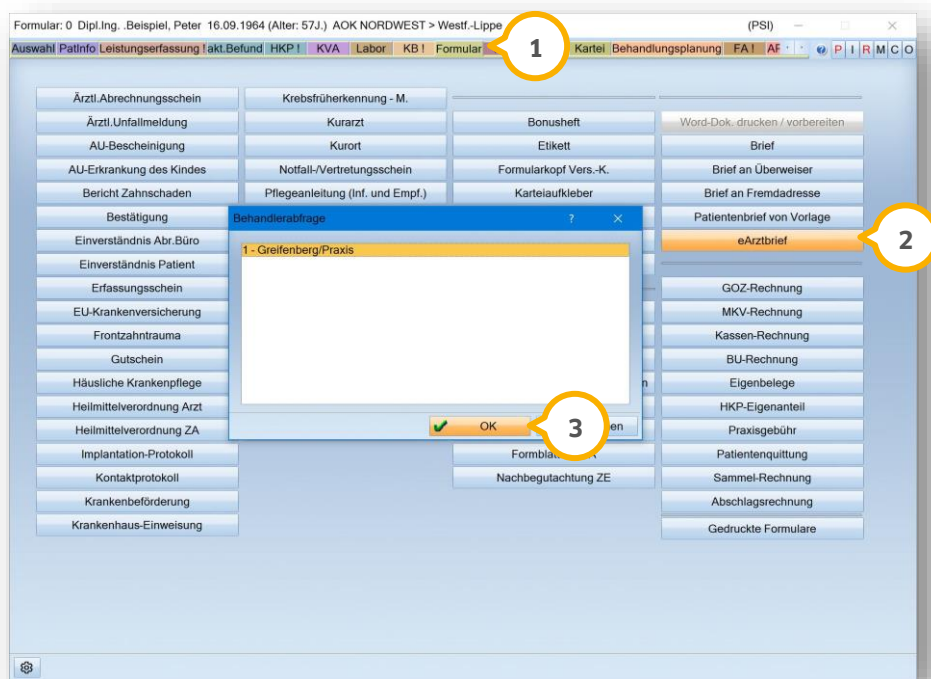 Formular: 0 Dipl.Ing. .Beispiel, Peter 16.09.1964 (Alter: 57J.) AOK NORDWEST > Westf.-Lippe (PSI)
Auswahl PatInfo Leistungserfassung ! akt.Befund HKP ! KVA Labor KB ! Formular 1 Kartei Behandlungsplanung FA ! P I R M C O
Ärztl.Abrechnungsschein Krebsfrüherkennung - M.
Ärztl.Unfallmeldung Kurarzt Bonusheft Word-Dok. drucken / vorbereiten
AU-Bescheinigung Kurort Etikett Brief
AU-Erkrankung des Kindes Notfall-/Vertretungsschein Formularkopf Vers.-K. Brief an Überweiser
Bericht Zahnschaden Pflegeanleitung (Inf. und Empf.) Karteiaufkleber Brief an Fremdadresse
Bestätigung Behandlerabfrage ? Patientenbrief von Vorlage
Einverständnis Abr.Büro 1 - Greifenberg/Praxis eArztbrief 2
Einverständnis Patient
Erfassungsschein GOZ-Rechnung
EU-Krankenversicherung MKV-Rechnung
Frontzahntrauma Kassen-Rechnung
Gutschein BU-Rechnung
Häusliche Krankenpflege Eigenbelege
Heilmittelverordnung Arzt HKP-Eigenanteil
Heilmittelverordnung ZA OK 3 en Praxisgebühr
Implantation-Protokoll Patientenquittung
Kontaktprotokoll Nachbegutachtung ZE Sammel-Rechnung
Krankenbeförderung Abschlagsrechnung
Krankenhaus-Einweisung Gedruckte Formulare